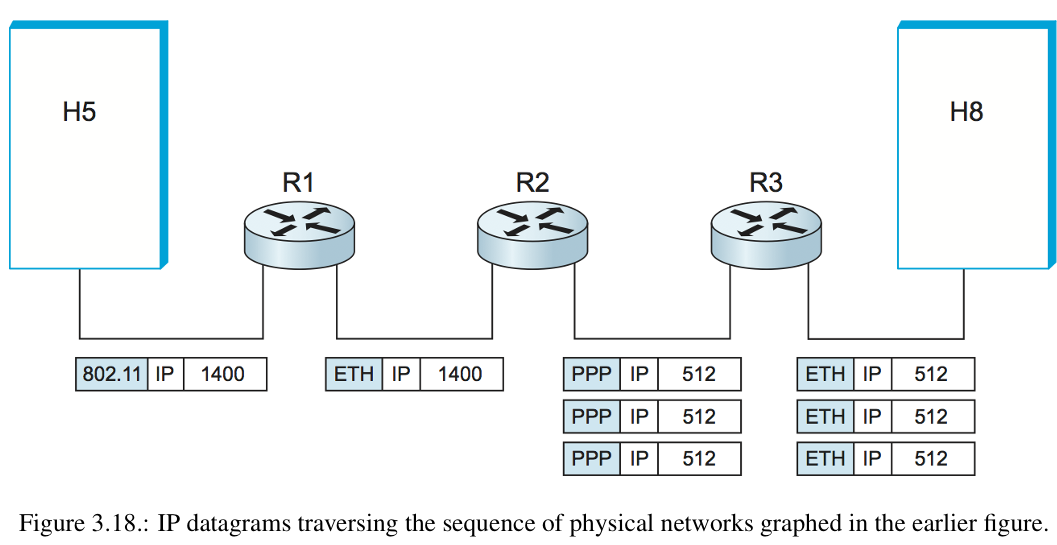 H5
H8
R1
R2
R3
802.11 IP 1400
ETH IP 1400
PPP IP 512
ETH IP 512
PPP IP 512
ETH IP 512
PPP IP 512
ETH IP 512
Figure 3.18.: IP datagrams traversing the sequence of physical networks graphed in the earlier figure.